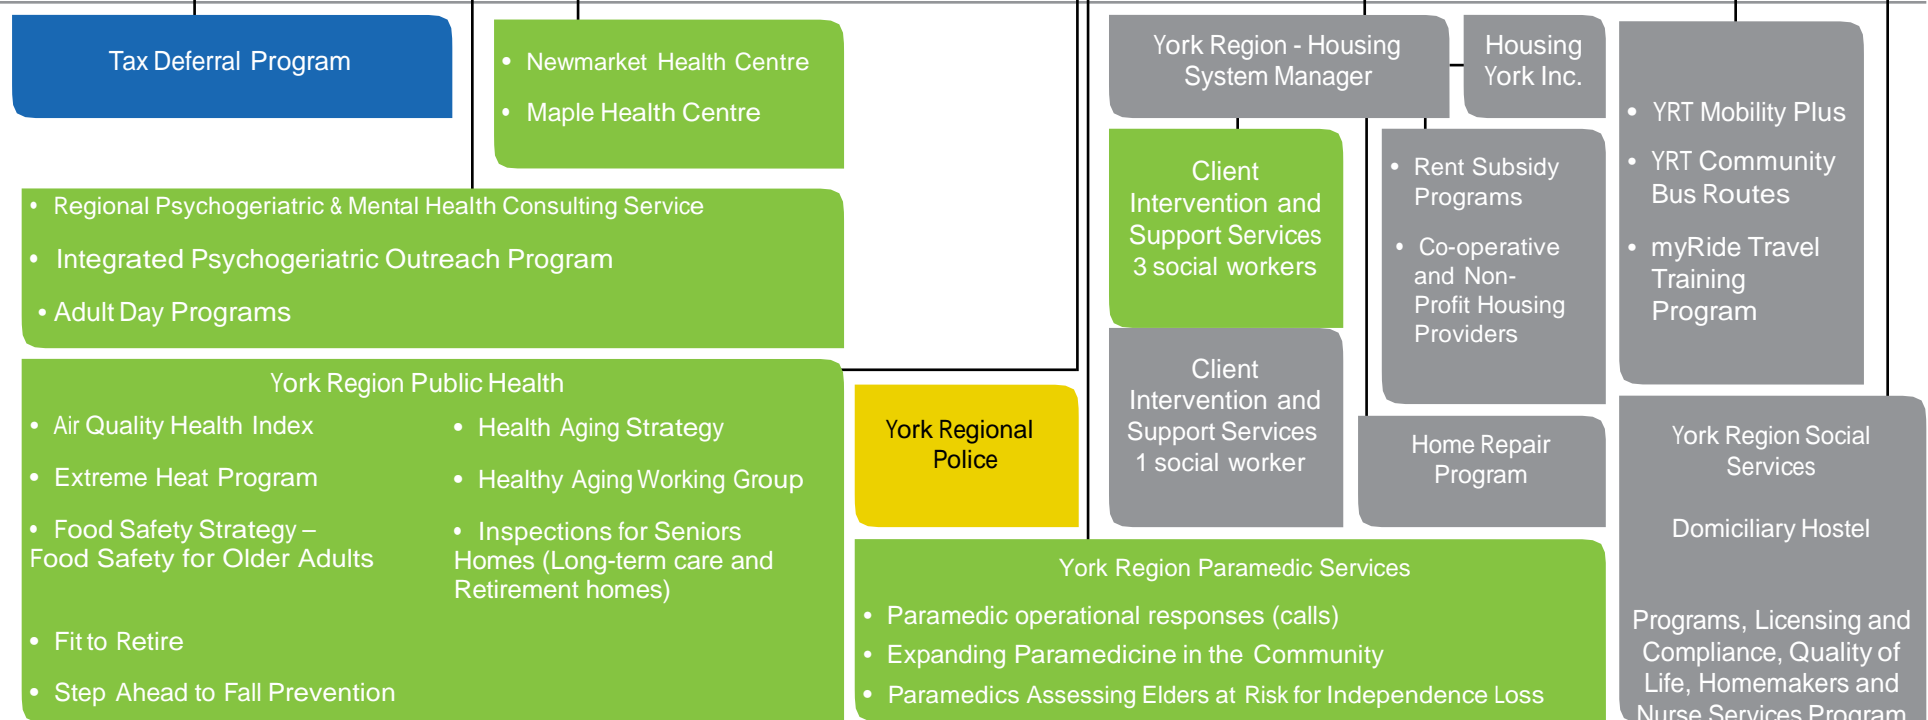 Tax Deferral Program
• Newmarket Health Centre
• Maple Health Centre
York Region - Housing
System Manager
Housing
York Inc.
• YRT Mobility Plus
• YRT Community
Bus Routes
• myRide Travel
Training
Program
Client
Intervention and
Support Services
3 social workers
• Rent Subsidy
Programs
• Co-operative
and Non-
Profit Housing
Providers
• Regional Psychogeriatric & Mental Health Consulting Service
• Integrated Psychogeriatric Outreach Program
• Adult Day Programs
York Region Public Health
• Air Quality Health Index
• Extreme Heat Program
• Food Safety Strategy –
Food Safety for Older Adults
• Fit to Retire
• Step Ahead to Fall Prevention
• Health Aging Strategy
• Healthy Aging Working Group
• Inspections for Seniors
Homes (Long-term care and
Retirement homes)
York Regional
Police
Client
Intervention and
Support Services
1 social worker
Home Repair
Program
York Region Social
Services
Domiciliary Hostel
Programs, Licensing and
Compliance, Quality of
Life, Homemakers and
Nurse Services Program
York Region Paramedic Services
• Paramedic operational responses (calls)
• Expanding Paramedicine in the Community
• Paramedics Assessing Elders at Risk for Independence Loss